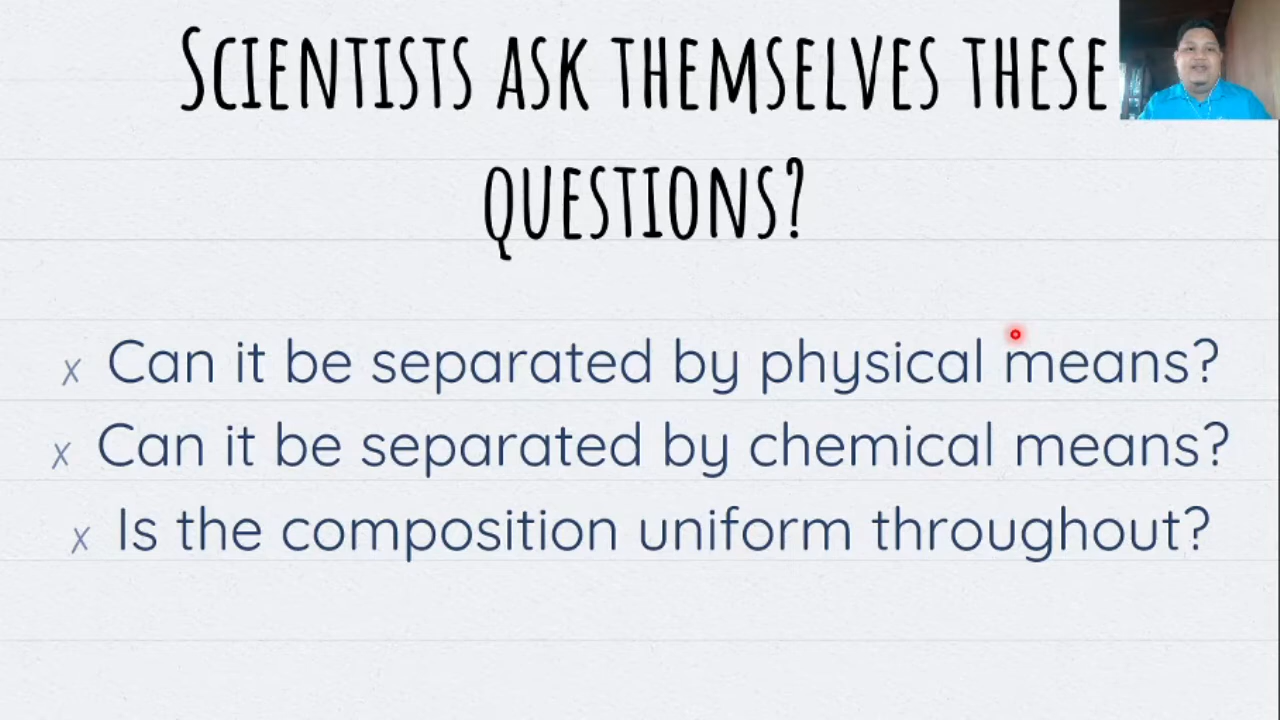 Scientists ask themselves these
questions?
x Can it be separated by physical means?
x Can it be separated by chemical means?
x Is the composition uniform throughout?